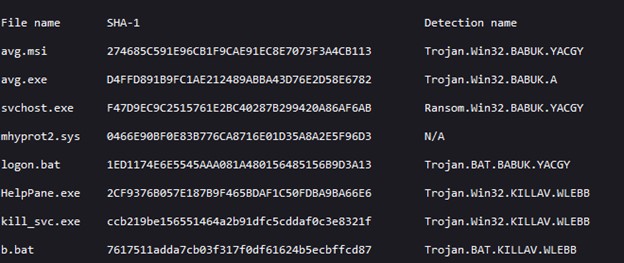 File name SHA-1 Detection name
avg.msi 274685C591E96CB1F9CAE91EC8E7073F3A4CB113 Trojan.Win32.BABUK.YACGY
avg.exe D4FFD891B9FC1AE212489ABBA43D76E2D58E6782 Trojan.Win32.BABUK.A
svchost.exe F47D9EC9C2515761E2BC40287B299420A86AF6AB Ransom.Win32.BABUK.YACGY
mhyprot2.sys 0466E90BF0E83B776CA8716E01D35A8A2E5F96D3 N/A
logon.bat 1ED1174E6E5545AAA081A480156485156B9D3A13 Trojan.BAT.BABUK.YACGY
HelpPane.exe 2CF9376B057E187B9F465BDAF1C50FDBA9BA66E6 Trojan.Win32.KILLAV.WLEBB
kill_svc.exe ccb219be156551464a2b91dfc5cddaf0c3e8321f Trojan.Win32.KILLAV.WLEBB
b.bat 7617511adda7cb03f317f0df61624b5ecbffcd87 Trojan.BAT.KILLAV.WLEBB